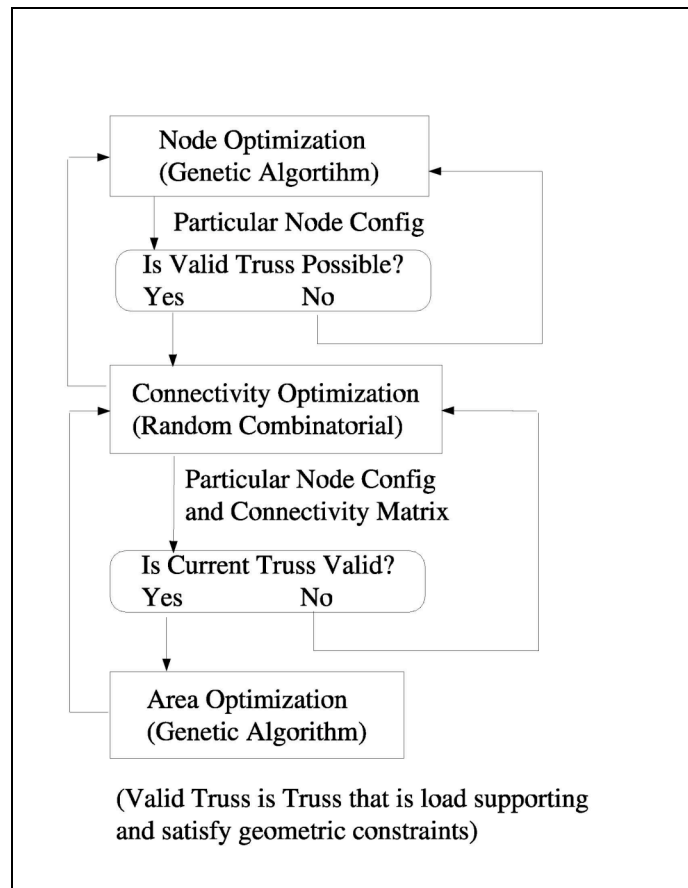 Node Optimization
(Genetic Algortihm)
Particular Node Config
Is Valid Truss Possible?
Yes No
Connectivity Optimization
(Random Combinatorial)
Particular Node Config
and Connectivity Matrix
Is Current Truss Valid?
Yes No
Area Optimization
(Genetic Algorithm)
(Valid Truss is Truss that is load supporting
and satisfy geometric constraints)